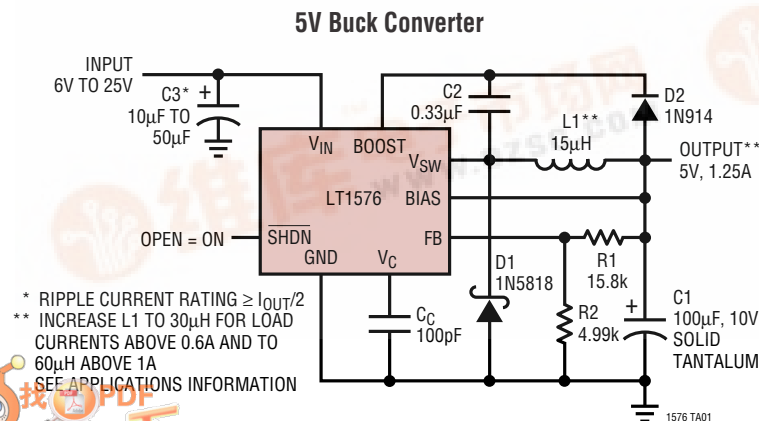 5V Buck Converter
INPUT
6V TO 25V
C3*
+
10µF TO
50µF
C2
0.33µF
D2
1N914
L1**
15µH
OUTPUT**
5V, 1.25A
VIN
BOOST
VSW
LT1576
BIAS
OPEN = ON
SHDN
FB
GND
VC
D1
1N5818
R1
15.8k
R2
4.99k
+
C1
100µF, 10V
SOLID
TANTALUM
CC
100pF
* RIPPLE CURRENT RATING ≥ IOUT/2
** INCREASE L1 TO 30µH FOR LOAD
CURRENTS ABOVE 0.6A AND TO
60µH ABOVE 1A
SEE APPLICATIONS INFORMATION
找
PDF
1576 TA01